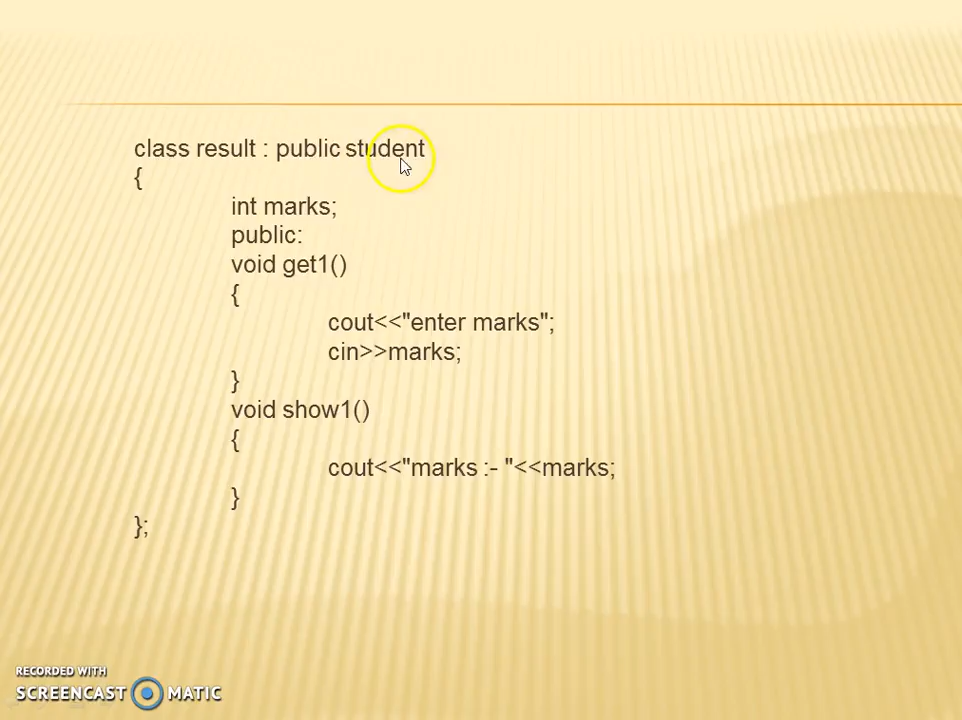 class result : public student
{
int marks;
public:
void get1()
{
cout<<"enter marks";
cin>>marks;
}
void show1()
{
cout<<"marks :- "<<marks;
}
};
RECORDED WITH
SCREENCAST MATIC